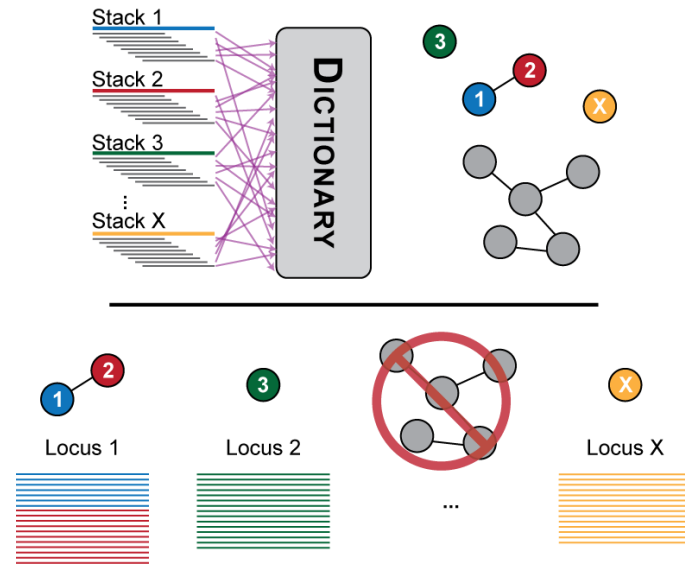 Stack 1
Stack 2
Stack 3
...
Stack X
DICTIONARY
3
2
1
X
2
1
3
X
Locus 1
Locus 2
...
Locus X